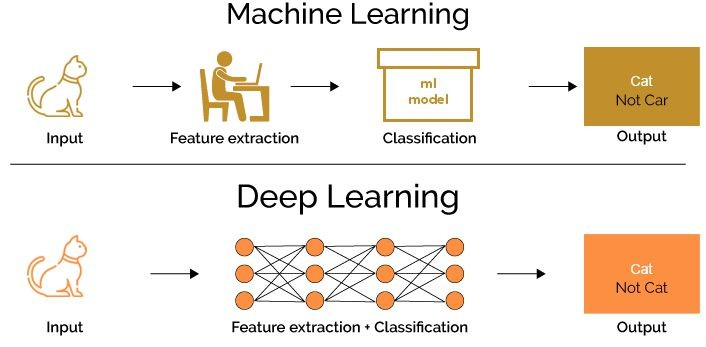 Machine Learning
ml
model
Cat
Not Car
Input
Feature extraction
Classification
Output
Deep Learning
Cat
Not Cat
Input
Feature extraction + Classification
Output